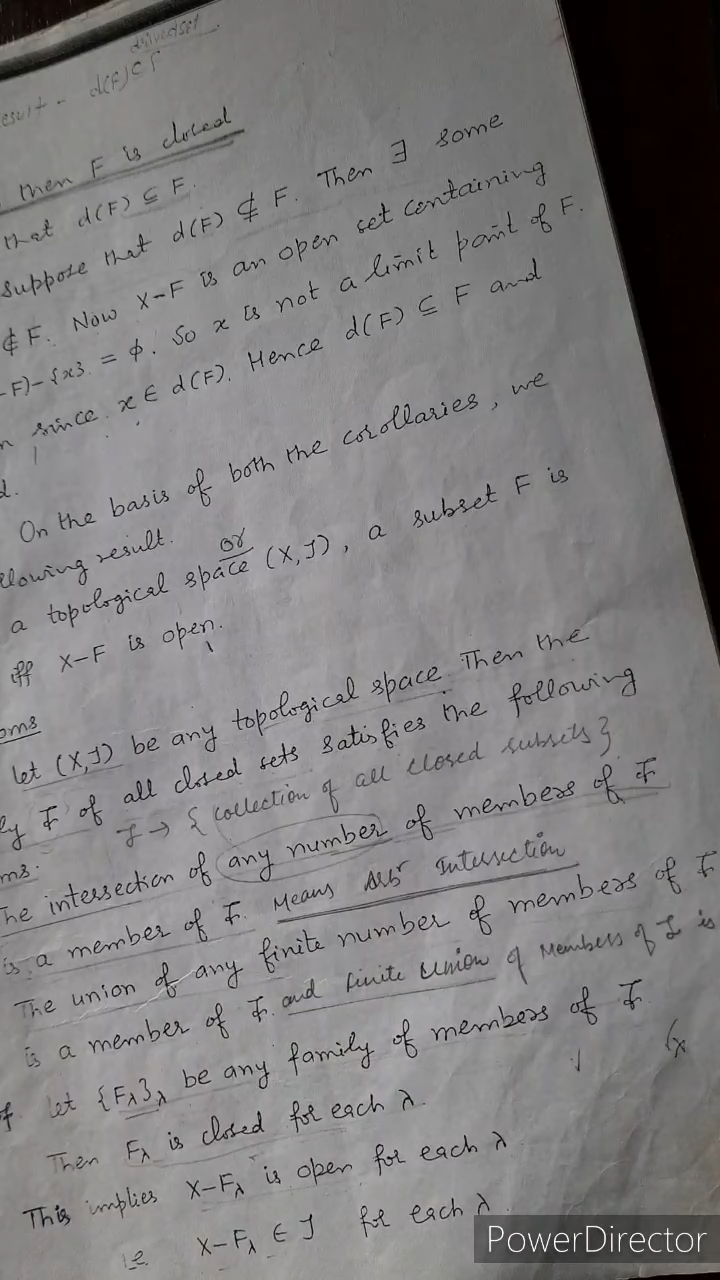 derivedset
esult - d(F)⊆F
then F is closed
that d(F) ⊆ F.
suppose that d(F) ⊈ F. Then ∃ some
∉ F. Now X-F is an open set containing
-F)-{x} = ϕ. So x is not a limit point of F.
n since x ∈ d(F). Hence d(F) ⊆ F and
d.
On the basis of both the corollaries, we
llowing result.
or
a topological space (X, J), a subset F is
iff X-F is open.
oms
let (X,J) be any topological space Then the
ly F of all closed sets satisfies the following
ms. F → { collection of all closed subsets }
The intersection of any number of members of F
is a member of F. Means arb intersection
The union of any finite number of members of F
is a member of F. and finite union of Members of F is
f let {Fλ}λ be any family of members of F.
(x
Then Fλ is closed for each λ.
This implies X-Fλ is open for each λ
ie X-Fλ ∈ J for each λ.
PowerDirector